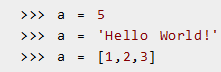 >>> a = 5
>>> a = 'Hello World!'
>>> a = [1,2,3]